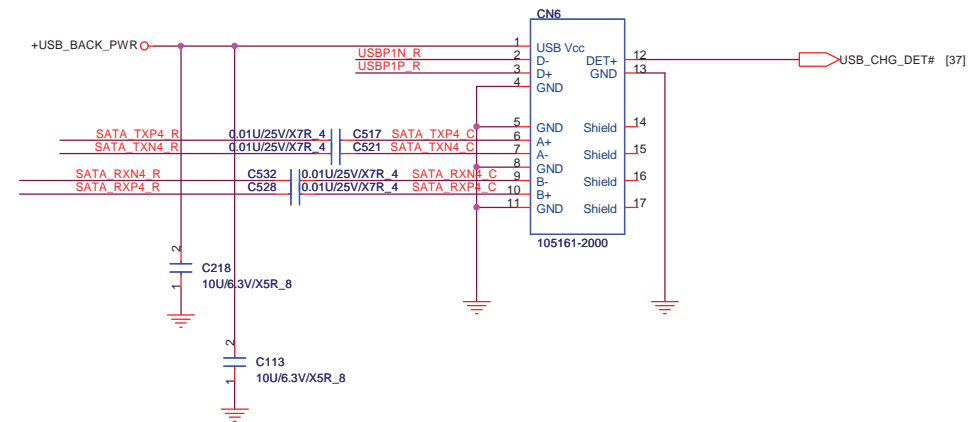 CN6
+USB_BACK_PWR
1 USB Vcc
USBP1N_R 2 D- DET+ 12 USB_CHG_DET# [37]
USBP1P_R 3 D+ GND 13
4 GND
5 GND Shield 14
SATA_TXP4_R 0.01U/25V/X7R_4 C517 SATA_TXP4_C 6 A+
SATA_TXN4_R 0.01U/25V/X7R_4 C521 SATA_TXN4_C 7 A- Shield 15
8 GND
SATA_RXN4_R C532 0.01U/25V/X7R_4 SATA_RXN4_C 9 B- Shield 16
SATA_RXP4_R C528 0.01U/25V/X7R_4 SATA_RXP4_C 10 B+
11 GND Shield 17
105161-2000
2
C218
1 10U/6.3V/X5R_8
2
C113
1 10U/6.3V/X5R_8